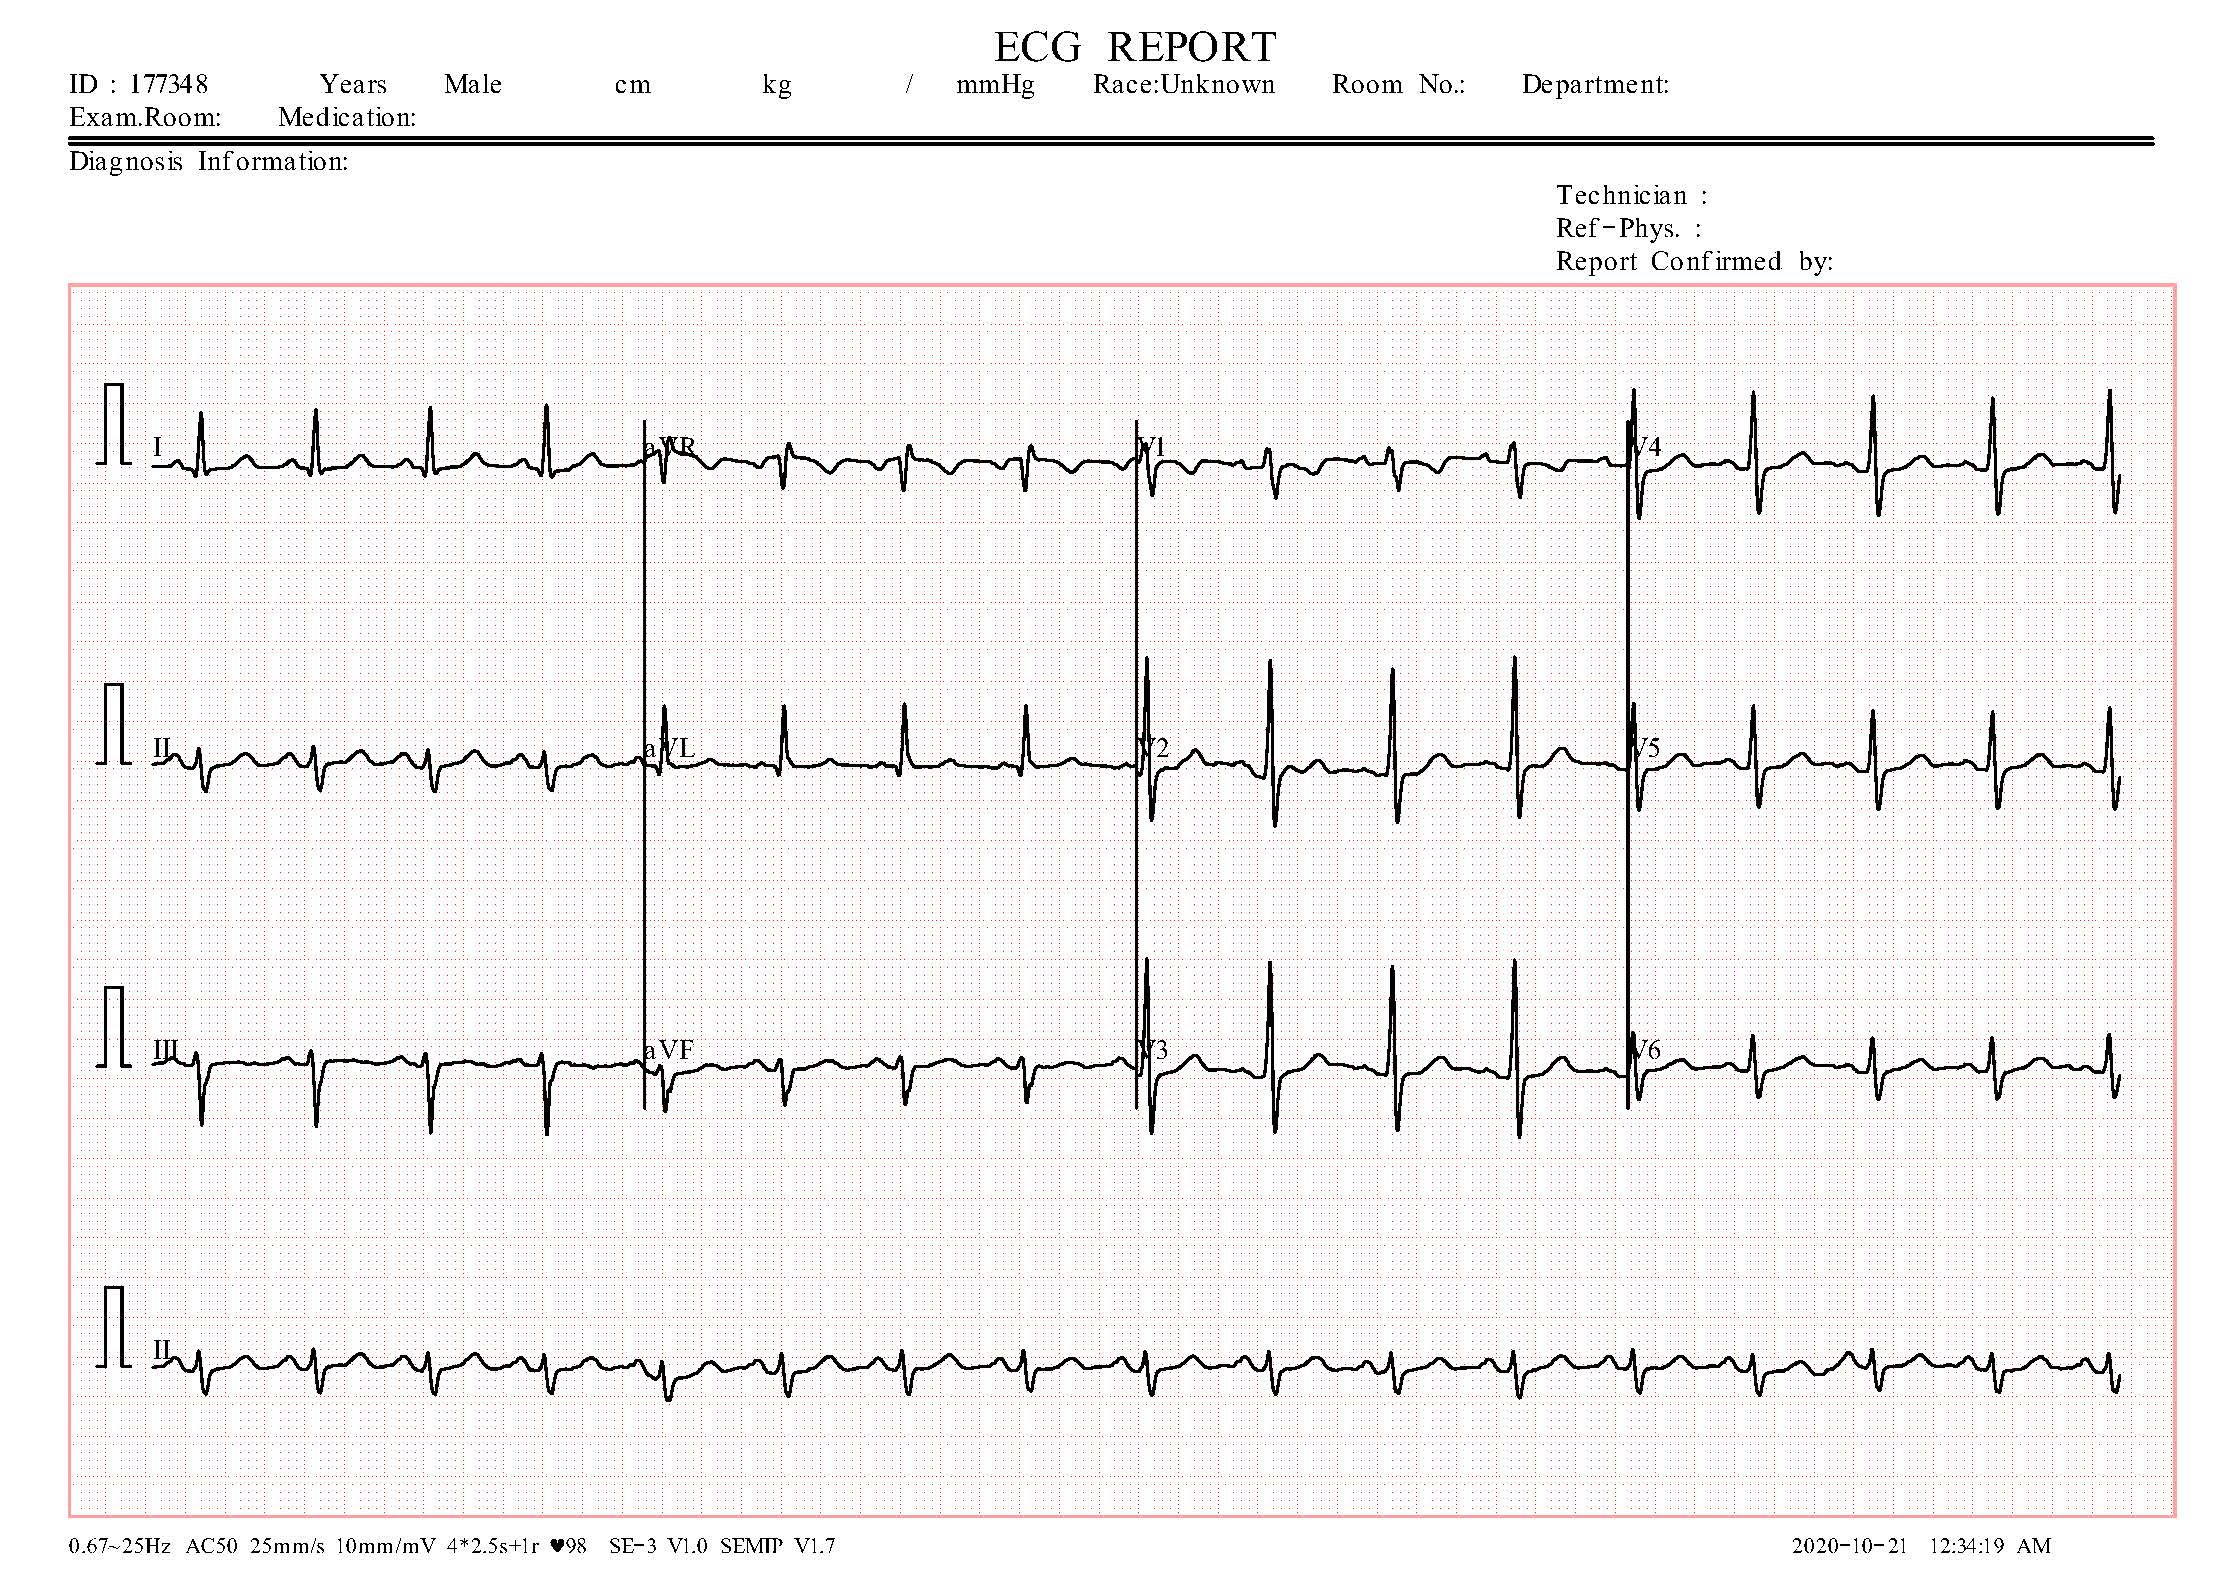 ECG REPORT
ID : 177348 Years Male cm kg / mmHg Race:Unknown Room No.: Department:
Exam.Room: Medication:
Diagnosis Information:
Technician :
Ref-Phys. :
Report Confirmed by:
I aVR V1 V4
II aVL V2 V5
III aVF V3 V6
II
0.67~25Hz AC50 25mm/s 10mm/mV 4*2.5s+1r ♥98 SE-3 V1.0 SEMIP V1.7 2020-10-21 12:34:19 AM